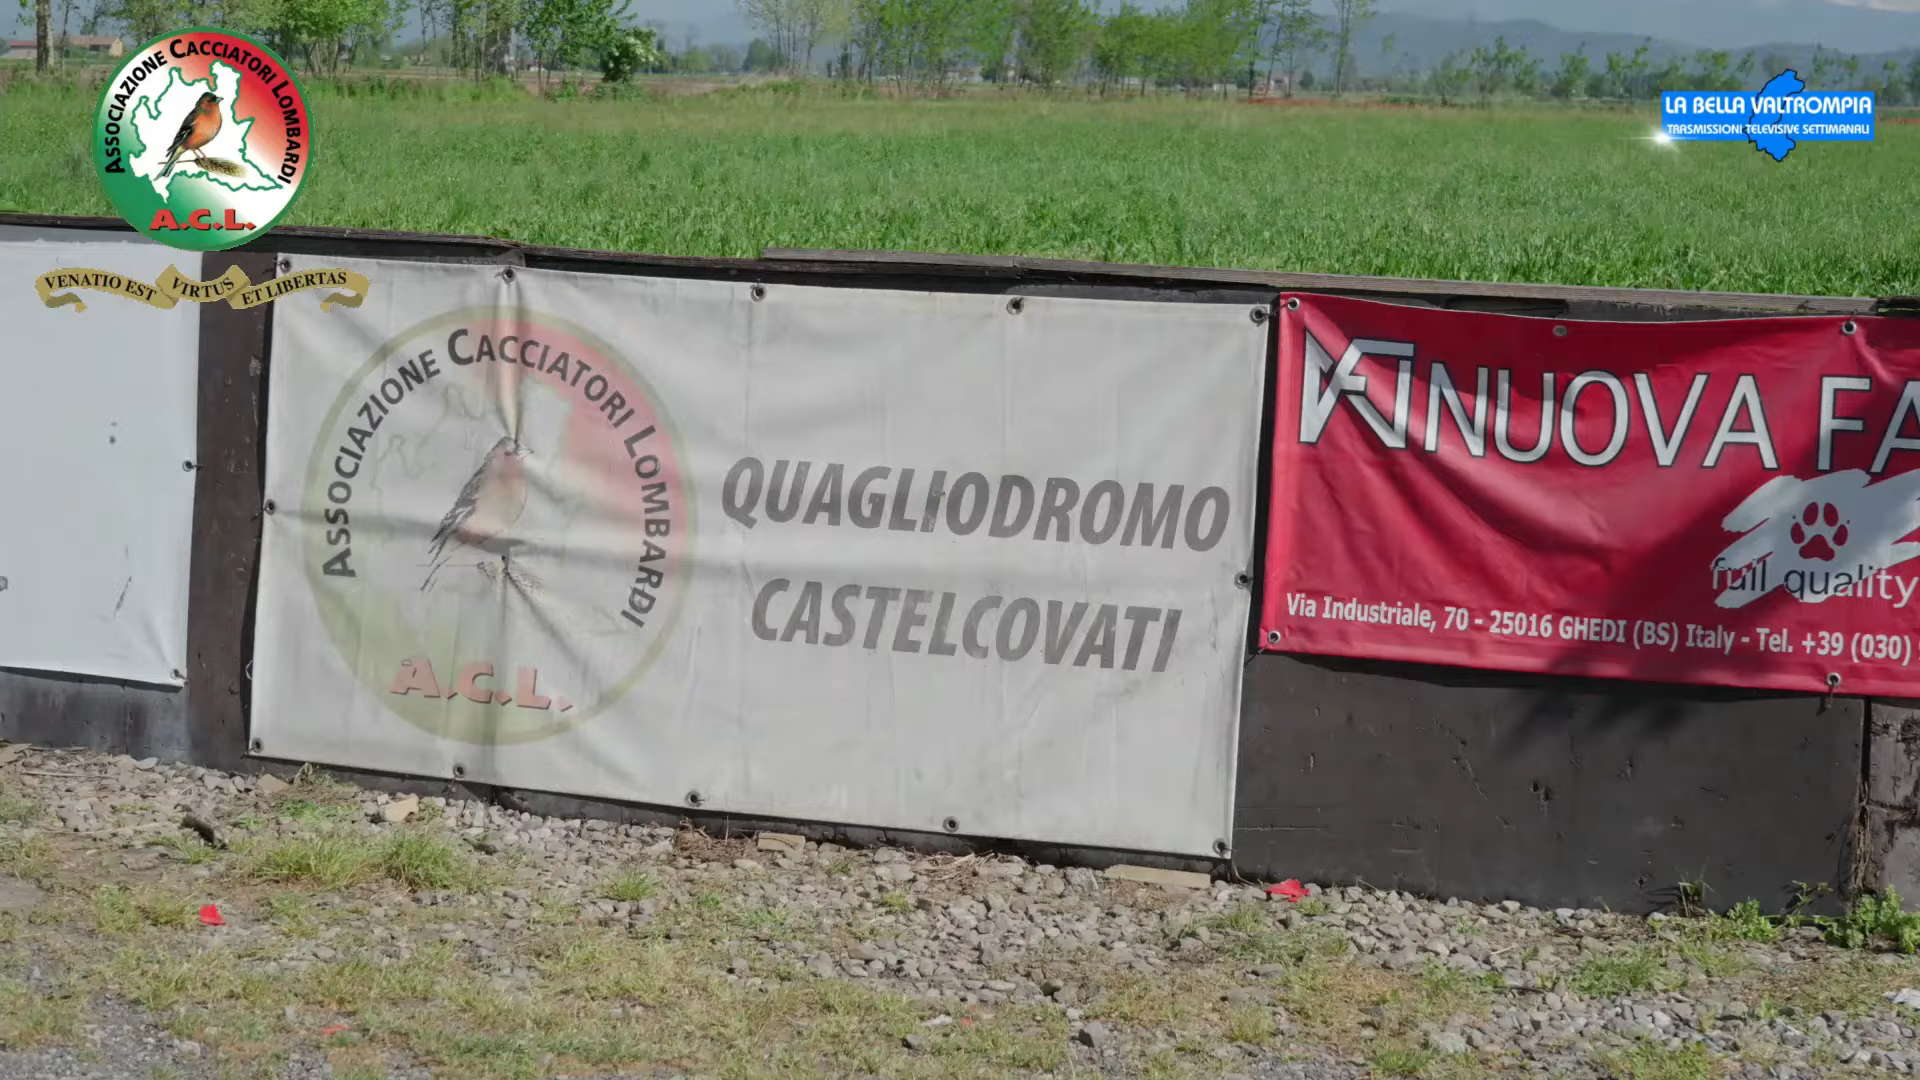 ASSOCIAZIONE CACCIATORI LOMBARDI
A.C.L.
VENATIO EST VIRTUS ET LIBERTAS
LA BELLA VALTROMPIA
TRASMISSIONI TELEVISIVE SETTIMANALI
ASSOCIAZIONE CACCIATORI LOMBARDI
A.C.L.
QUAGLIODROMO
CASTELCOVATI
NUOVA FA
full quality
Via Industriale, 70 - 25016 GHEDI (BS) Italy - Tel. +39 (030)